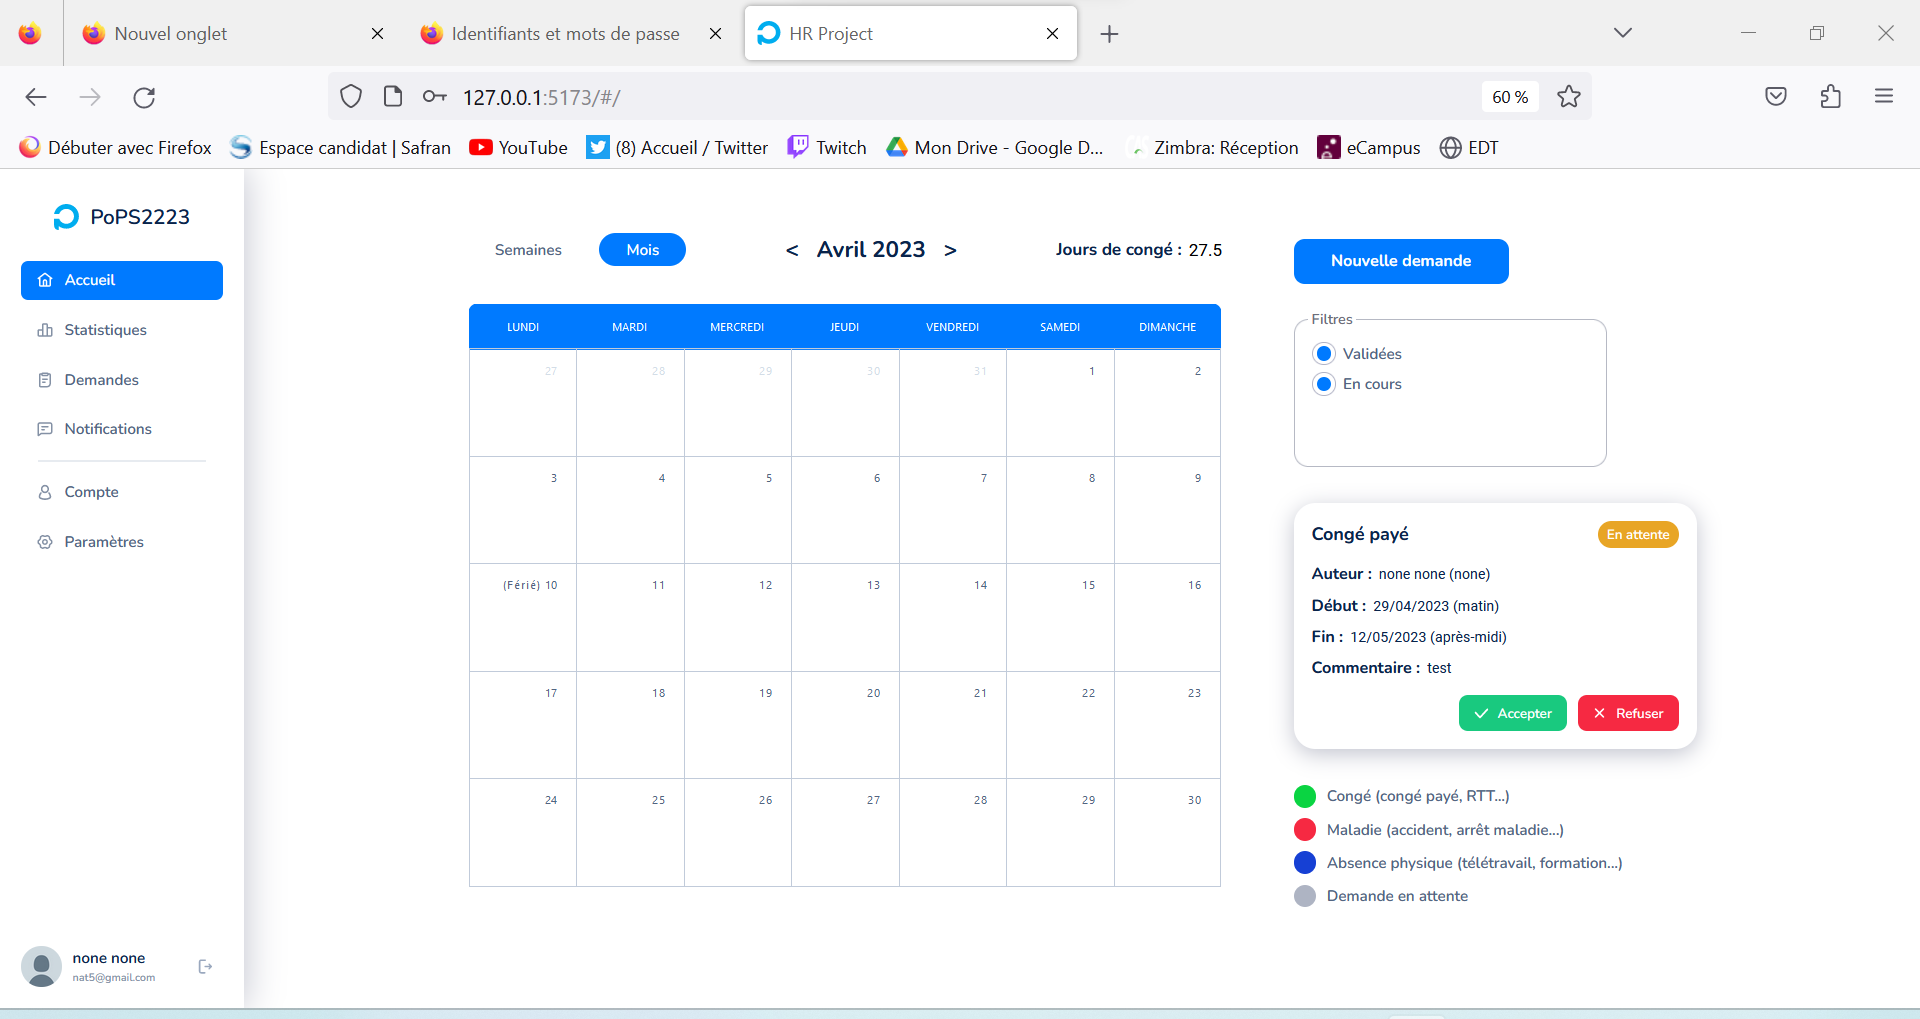 Nouvel onglet
Identifiants et mots de passe
HR Project
127.0.0.1:5173/#/
60 %
Débuter avec Firefox
Espace candidat | Safran
YouTube
(8) Accueil / Twitter
Twitch
Mon Drive - Google D...
Zimbra: Réception
eCampus
EDT
PoPS2223
Accueil
Statistiques
Demandes
Notifications
Compte
Paramètres
none none
nat5@gmail.com
Semaines
Mois
< Avril 2023 >
Jours de congé : 27.5
LUNDI MARDI MERCREDI JEUDI VENDREDI SAMEDI DIMANCHE
27 28 29 30 31 1 2
3 4 5 6 7 8 9
(Férié) 10 11 12 13 14 15 16
17 18 19 20 21 22 23
24 25 26 27 28 29 30
Nouvelle demande
Filtres
Validées
En cours
Congé payé
En attente
Auteur : none none (none)
Début : 29/04/2023 (matin)
Fin : 12/05/2023 (après-midi)
Commentaire : test
Accepter
Refuser
Congé (congé payé, RTT...)
Maladie (accident, arrêt maladie...)
Absence physique (télétravail, formation...)
Demande en attente